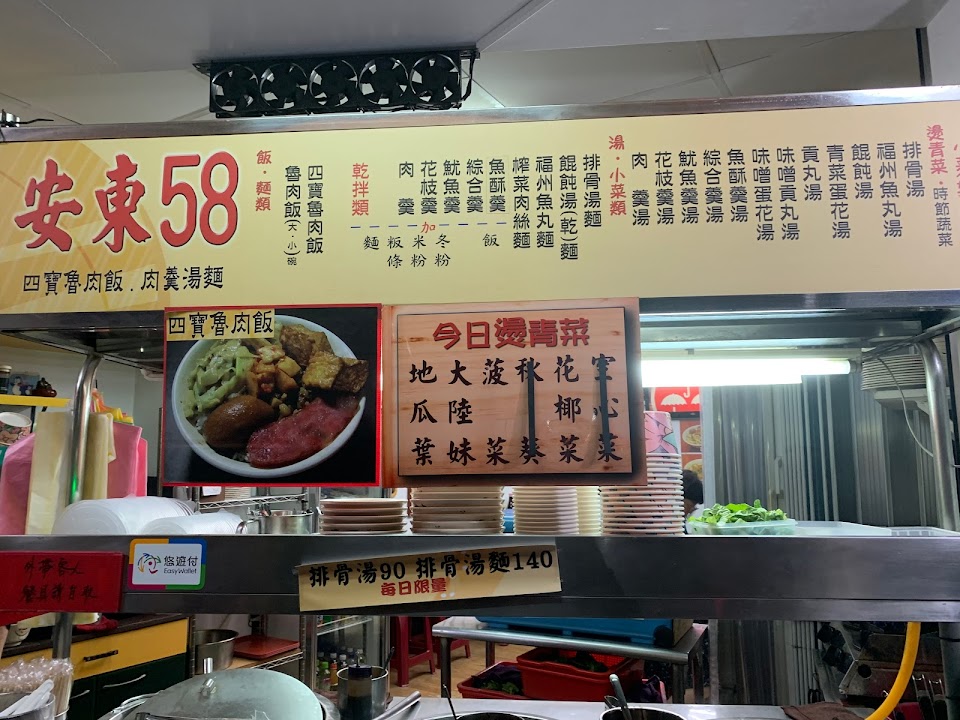 安東58
四寶魯肉飯.肉羹湯麵
飯·麵類
四寶魯肉飯
魯肉飯(大·小)碗
乾拌類
排骨湯麵
餛飩湯(乾)麵
福州魚丸麵
榨菜肉絲麵
魚酥羹
綜合羹
魷魚羹
花枝羹
肉羹
加
飯
冬粉
米粉
粄條
麵
湯·小菜類
排骨湯
福州魚丸湯
餛飩湯
青菜蛋花湯
貢丸湯
味噌貢丸湯
味噌蛋花湯
魚酥羹湯
綜合羹湯
魷魚羹湯
花枝羹湯
肉羹湯
燙青菜·時節蔬菜
四寶魯肉飯
今日燙青菜
空心菜
花椰菜
秋葵
菠菜
大陸妹
地瓜葉
悠遊付
EasyWallet
排骨湯90 排骨湯麵140
每日限量